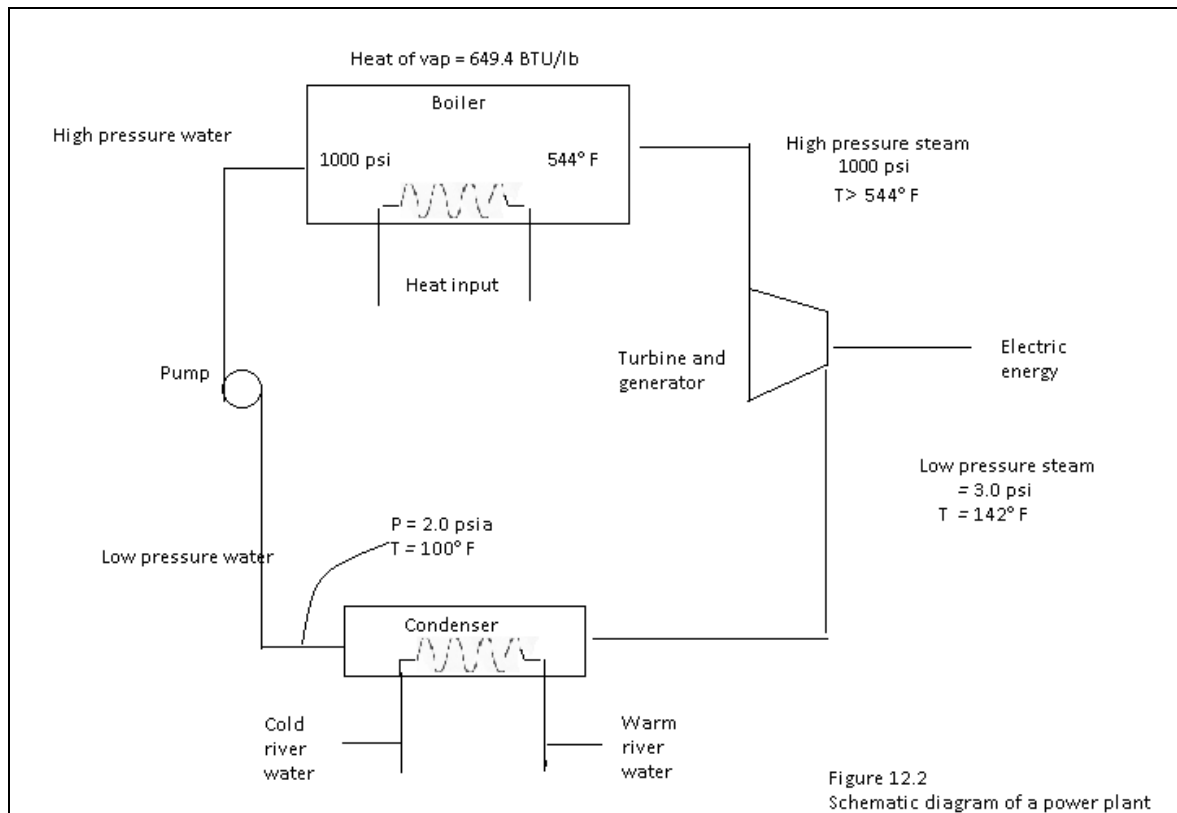 Heat of vap = 649.4 BTU/lb
Boiler
High pressure water
1000 psi
544° F
High pressure steam
1000 psi
T> 544° F
Heat input
Pump
Turbine and
generator
Electric
energy
Low pressure steam
= 3.0 psi
T = 142° F
P = 2.0 psia
T = 100° F
Low pressure water
Condenser
Cold
river
water
Warm
river
water
Figure 12.2
Schematic diagram of a power plant